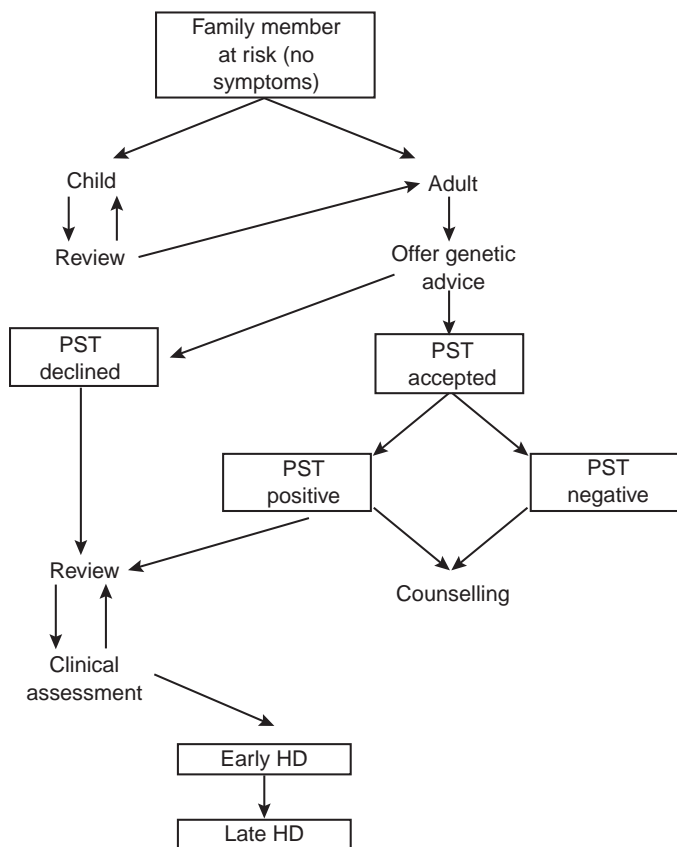 Family member
at risk (no
symptoms)
Child
Adult
Review
Offer genetic
advice
PST
declined
PST
accepted
PST
positive
PST
negative
Review
Counselling
Clinical
assessment
Early HD
Late HD